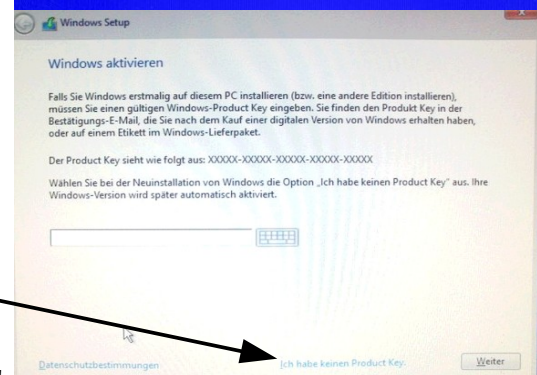 Windows Setup
Windows aktivieren
Falls Sie Windows erstmalig auf diesem PC installieren (bzw. eine andere Edition installieren),
müssen Sie einen gültigen Windows-Product Key eingeben. Sie finden den Produkt Key in der
Bestätigungs-E-Mail, die Sie nach dem Kauf einer digitalen Version von Windows erhalten haben,
oder auf einem Etikett im Windows-Lieferpaket.
Der Product Key sieht wie folgt aus: XXXXX-XXXXX-XXXXX-XXXXX-XXXXX
Wählen Sie bei der Neuinstallation von Windows die Option „Ich habe keinen Product Key" aus. Ihre
Windows-Version wird später automatisch aktiviert.
Datenschutzbestimmungen Ich habe keinen Product Key. Weiter